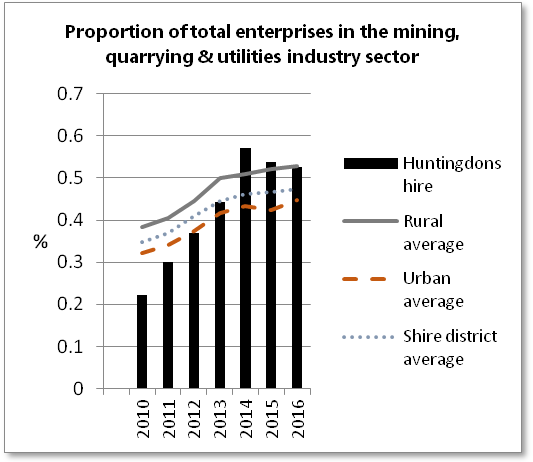 Proportion of total enterprises in the mining,
quarrying & utilities industry sector
0.7
0.6
0.5
0.4
0.3
0.2
0.1
0
%
2010
2011
2012
2013
2014
2015
2016
Huntingdons
hire
Rural
average
Urban
average
Shire district
average